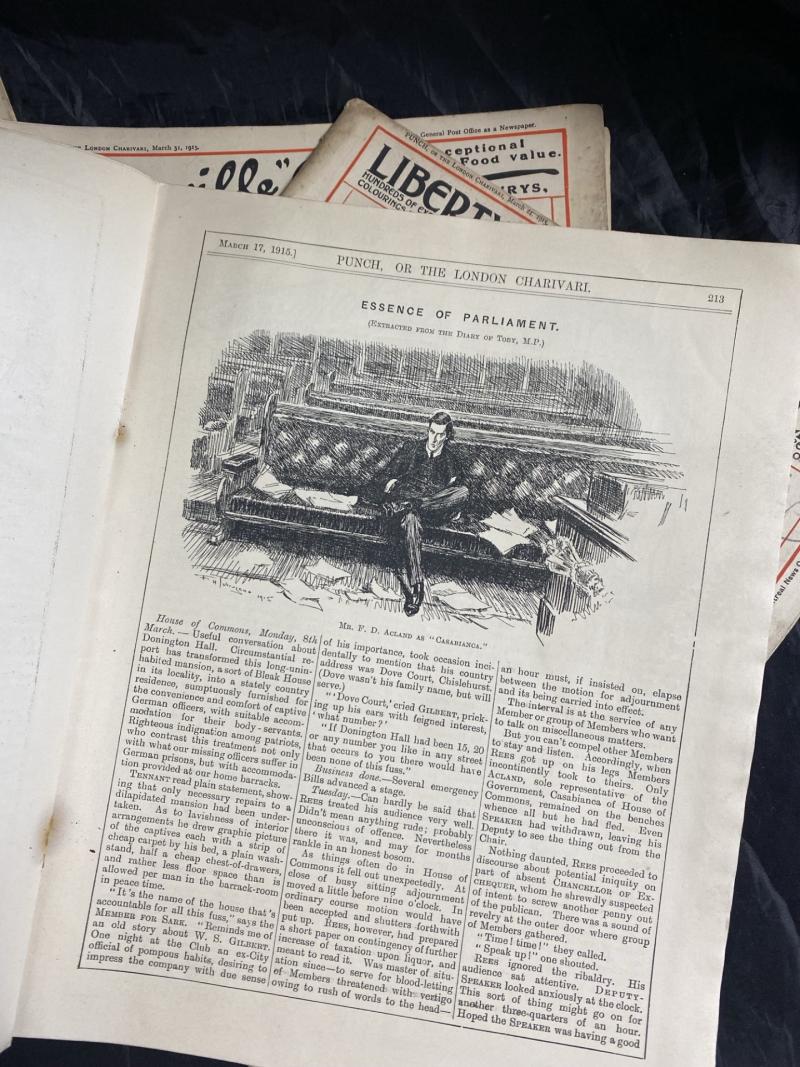 LONDON CHARIVARI, March 31, 1915.
General Post Office as a Newspaper.
ceptional
Food value.
RYS,
PUNCH, OR THE LONDON CHARIVARI, March
ille"
LIBERTY
HUNDREDS OF
COLOURINGS
MARCH 17, 1915.]
PUNCH, OR THE LONDON CHARIVARI.
213
ESSENCE OF PARLIAMENT.
(EXTRACTED FROM THE DIARY OF TOBY, M.P.)
MR. F. D. ACLAND AS "CASABIANCA."
House of Commons, Monday, 8th
March.—Useful conversation about
Donington Hall. Circumstantial re-
port has transformed this long-unin-
habited mansion, a sort of Bleak House
in its locality, into a stately country
residence, sumptuously furnished for
the convenience and comfort of captive
German officers, with suitable accom-
modation for their body-servants.
Righteous indignation among patriots,
who contrast this treatment not only
with what our missing officers suffer in
German prisons, but with accommoda-
tion provided at our home barracks.
TENNANT read plain statement, show-
ing that only necessary repairs to a
dilapidated mansion had been under-
taken. As to lavishness of interior
arrangements he drew graphic picture
of the captives each with a strip of
cheap carpet by his bed, a plain wash-
stand, half a cheap chest-of-drawers,
and rather less floor space than is
allowed per man in the barrack-room
in peace time.
"It's the name of the house that's
accountable for all this fuss," says the
MEMBER FOR SARK. "Reminds me of
an old story about W. S. GILBERT.
One night at the Club an ex-City
official of pompous habits, desiring to
impress the company with due sense
of his importance, took occasion inci-
dentally to mention that his country
address was Dove Court, Chislehurst.
(Dove wasn't his family name, but will
serve.)
"'Dove Court,' cried GILBERT, prick-
ing up his ears with feigned interest,
'what number?'
"If Donington Hall had been 15, 20
or any number you like in any street
that occurs to you there would have
been none of this fuss."
Business done.—Several emergency
Bills advanced a stage.
Tuesday.—Can hardly be said that
REES treated his audience very well.
Didn't mean anything rude; probably
unconscious of offence. Nevertheless
there it was, and may for months
rankle in an honest bosom.
As things often do in House of
Commons it fell out unexpectedly. At
close of busy sitting adjournment
moved a little before nine o'clock. In
ordinary course motion would have
been accepted and shutters forthwith
put up. REES, however, had prepared
a short paper on contingency of further
increase of taxation upon liquor, and
meant to read it. Was master of situ-
ation since—to serve for blood-letting
of Members threatened with vertigo
owing to rush of words to the head—
an hour must, if insisted on, elapse
between the motion for adjournment
and its being carried into effect.
The interval is at the service of any
Member or group of Members who want
to talk on miscellaneous matters.
But you can't compel other Members
to stay and listen. Accordingly, when
REES got up on his legs Members
incontinently took to theirs. Only
ACLAND, sole representative of the
Government, Casabianca of House of
Commons, remained on the benches
whence all but he had fled. Even
SPEAKER had withdrawn, leaving his
Deputy to see the thing out from the
Chair.
Nothing daunted, REES proceeded to
discourse about potential iniquity on
part of absent CHANCELLOR OF EX-
CHEQUER, whom he shrewdly suspected
of intent to screw another penny out
of the publican. There was a sound of
revelry at the outer door where group
of Members gathered.
"Time! time!" they called.
"Speak up!" one shouted.
REES ignored the ribaldry. His
audience sat attentive. DEPUTY-
SPEAKER looked anxiously at the clock.
This sort of thing might go on for
another three-quarters of an hour.
Hoped the SPEAKER was having a good